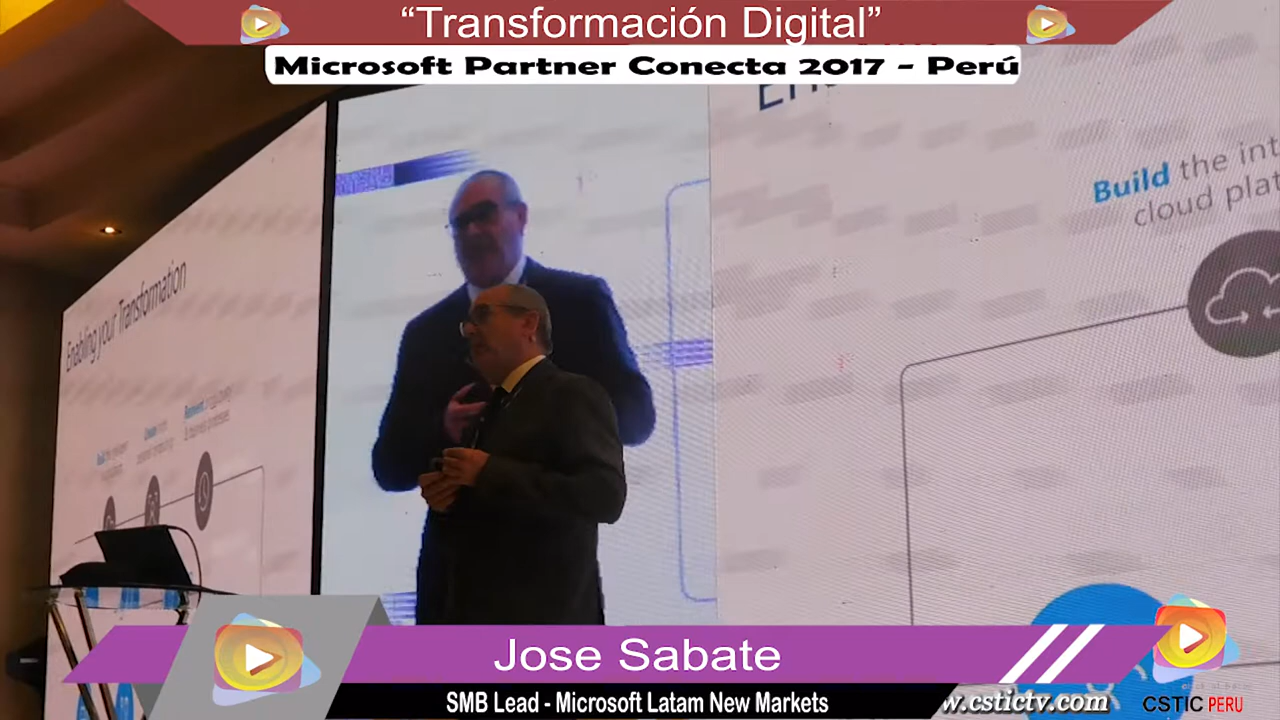 “Transformación Digital”
Microsoft Partner Conecta 2017 - Perú
Enabling your Transformation
Build the int
cloud plat
Jose Sabate
SMB Lead - Microsoft Latam New Markets
w.cstictv.com
CSTIC PERU